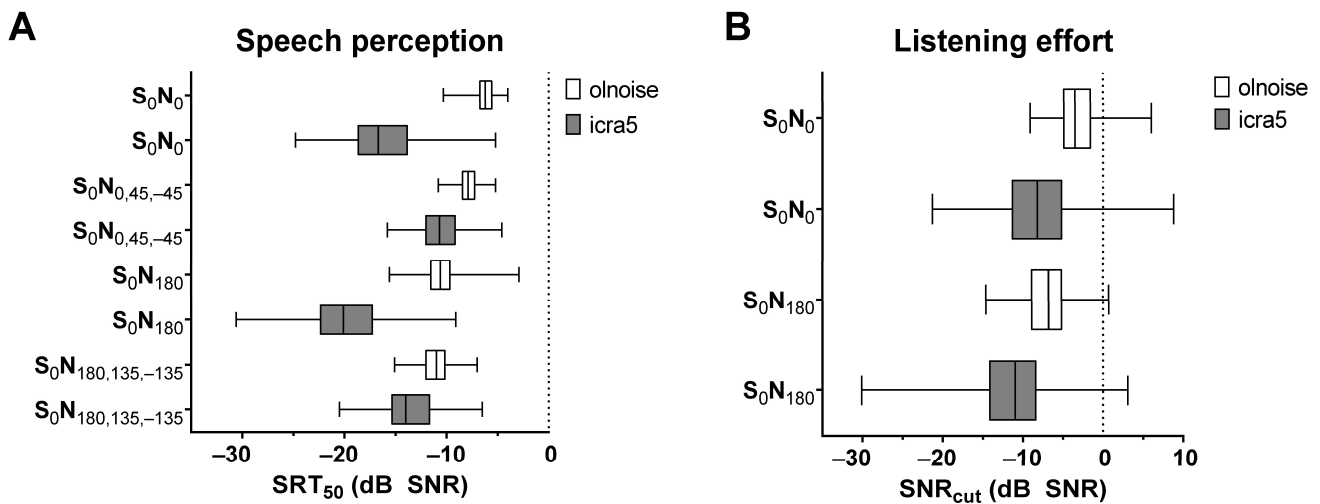 A
Speech perception
olnoise
icra5
S0N0
S0N0
S0N0,45,–45
S0N0,45,–45
S0N180
S0N180
S0N180,135,–135
S0N180,135,–135
–30 –20 –10 0
SRT50 (dB SNR)
B
Listening effort
olnoise
icra5
S0N0
S0N0
S0N180
S0N180
–30 –20 –10 0 10
SNRcut (dB SNR)